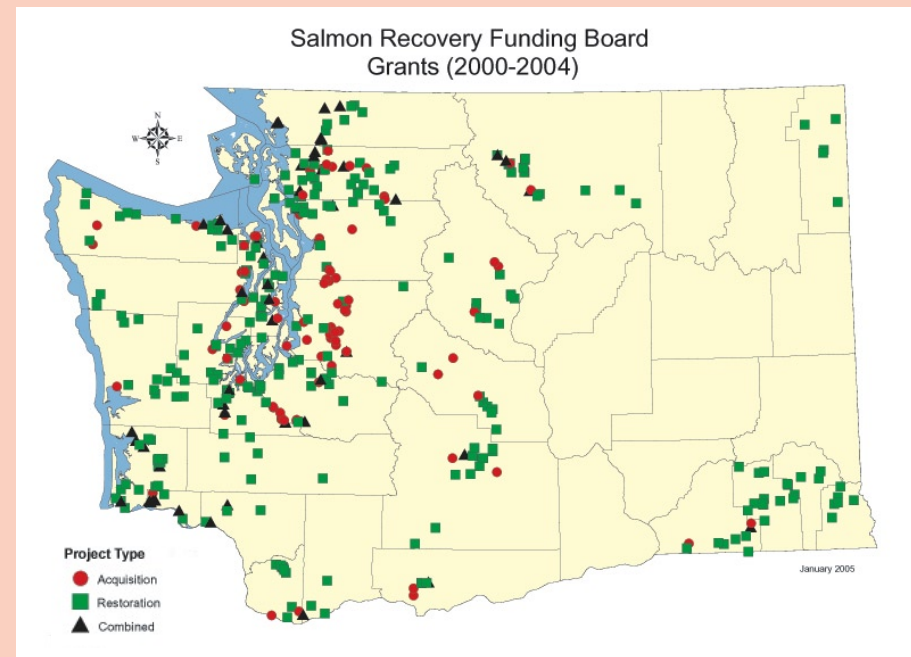 Salmon Recovery Funding Board
Grants (2000-2004)
N
W E
S
Project Type
Acquisition
Restoration
Combined
January 2005